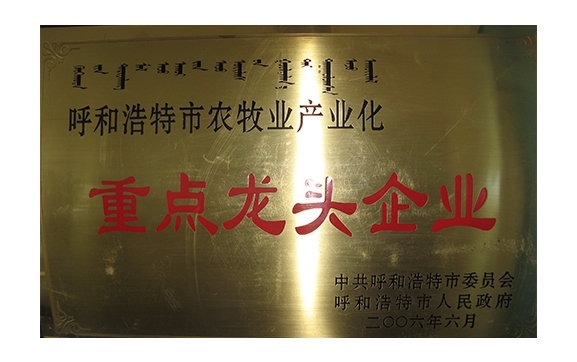 呼和浩特市农牧业产业化
重点龙头企业
中共呼和浩特市委员会
呼和浩特市人民政府
二〇〇六年六月